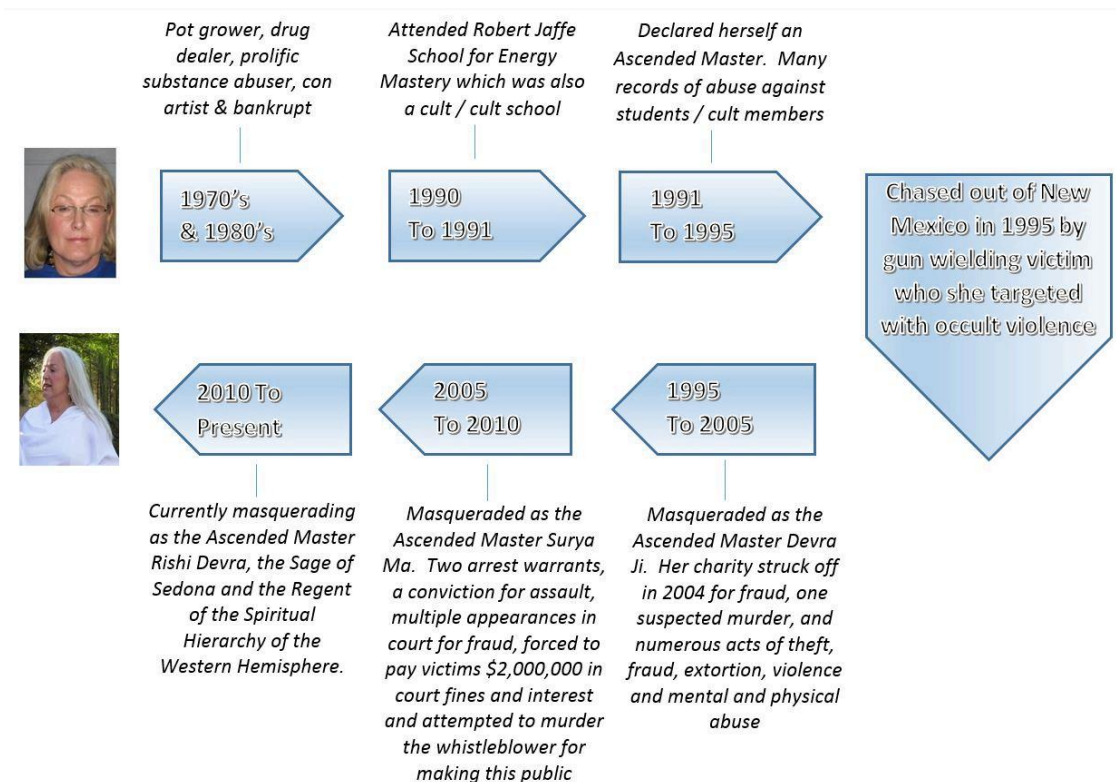 Pot grower, drug
dealer, prolific
substance abuser, con
artist & bankrupt
Attended Robert Jaffe
School for Energy
Mastery which was also
a cult / cult school
Declared herself an
Ascended Master.  Many
records of abuse against
students / cult members
1970's
& 1980's
1990
To 1991
1991
To 1995
Chased out of New
Mexico in 1995 by
gun wielding victim
who she targeted
with occult violence
2010 To
Present
2005
To 2010
1995
To 2005
Currently masquerading
as the Ascended Master
Rishi Devra, the Sage of
Sedona and the Regent
of the Spiritual
Hierarchy of the
Western Hemisphere.
Masqueraded as the
Ascended Master Surya
Ma.  Two arrest warrants,
a conviction for assault,
multiple appearances in
court for fraud, forced to
pay victims $2,000,000 in
court fines and interest
and attempted to murder
the whistleblower for
making this public
Masqueraded as the
Ascended Master Devra
Ji.  Her charity struck off
in 2004 for fraud, one
suspected murder, and
numerous acts of theft,
fraud, extortion, violence
and mental and physical
abuse